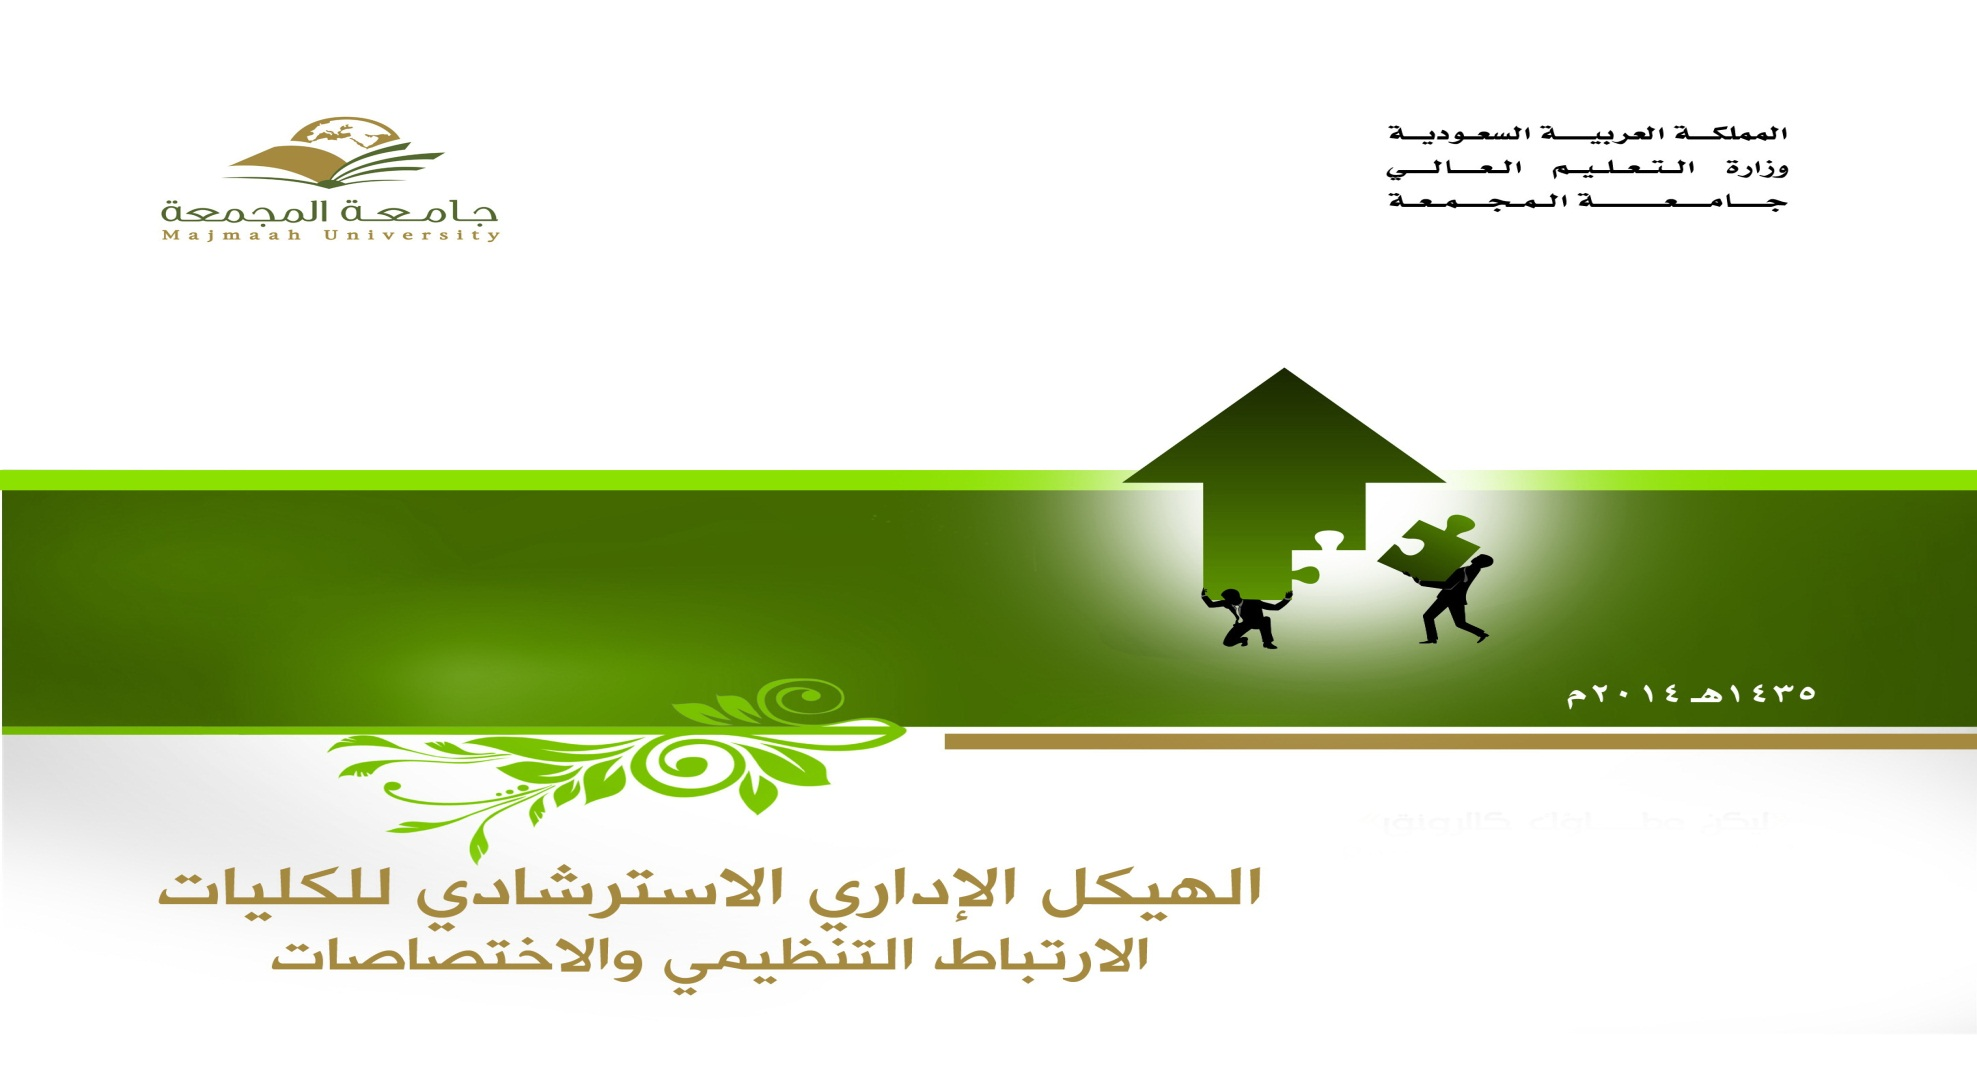 المملكة العربية السعودية
وزارة التعليم العالي
جامعة المجمعة
جامعة المجمعة
Majmaah University
١٤٣٥هـ ٢٠١٤م
الهيكل الإداري الاسترشادي للكليات
الارتباط التنظيمي والاختصاصات